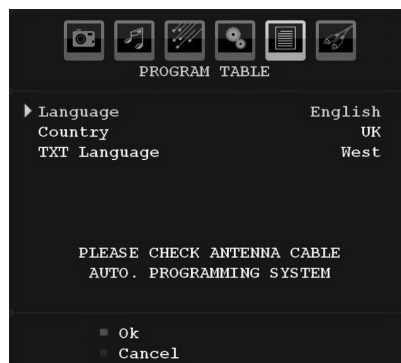 PROGRAM TABLE
Language English
Country UK
TXT Language West
PLEASE CHECK ANTENNA CABLE
AUTO. PROGRAMMING SYSTEM
Ok
Cancel